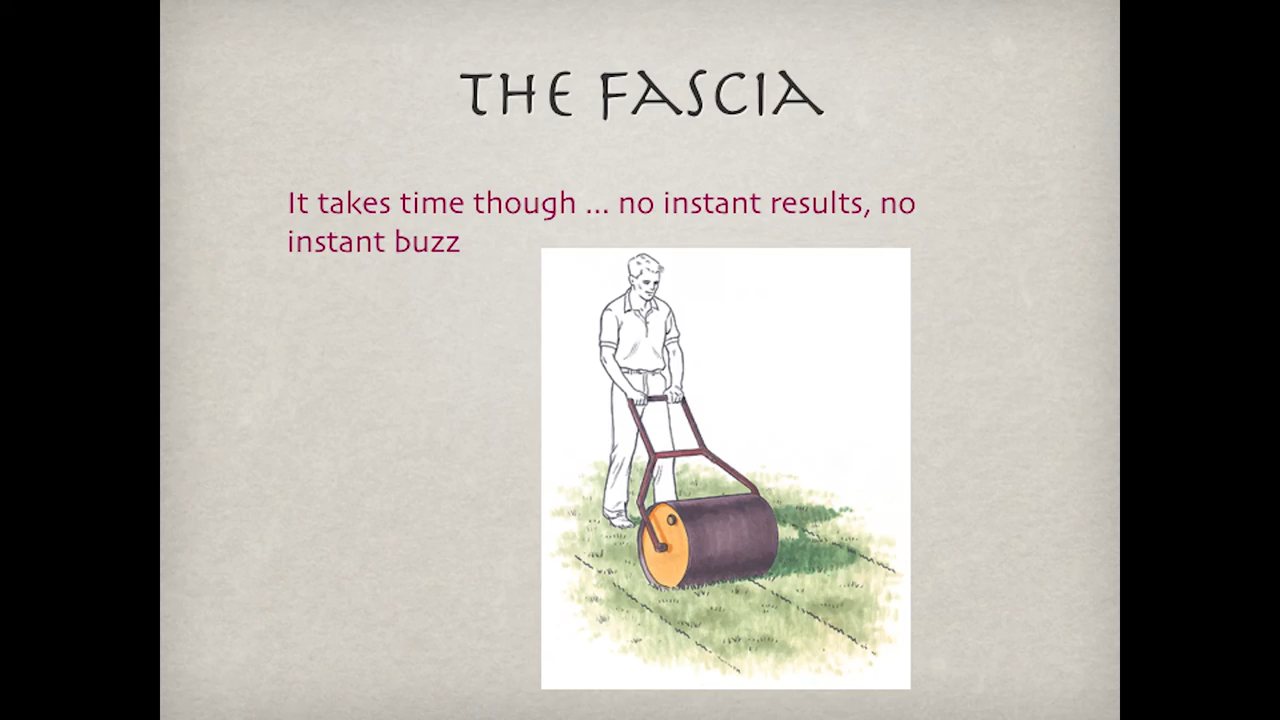 THE FASCIA
It takes time though ... no instant results, no
instant buzz